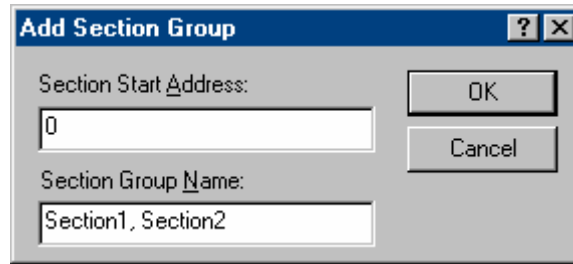 Add Section Group
Section Start Address:
0
Section Group Name:
Section1, Section2
OK
Cancel